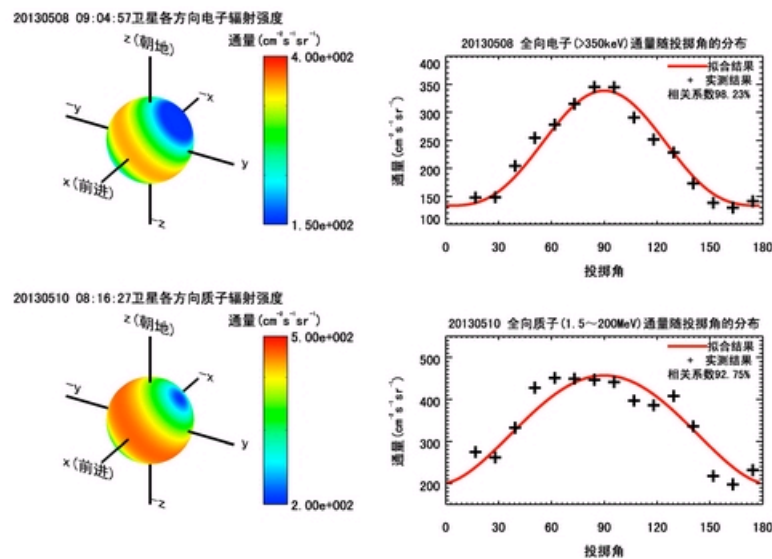 20130508 09:04:57卫星各方向电子辐射强度
z(朝地)
通量(cm⁻²s⁻¹sr⁻¹)
4.00e+002
-x
-y
y
x(前进)
-z
1.50e+002
20130508 全向电子(>350keV)通量随投掷角的分布
拟合结果
+ 实测结果
相关系数98.23%
通量(cm⁻²s⁻¹sr⁻¹)
400
350
300
250
200
150
100
0 30 60 90 120 150 180
投掷角
20130510 08:16:27卫星各方向质子辐射强度
z(朝地)
通量(cm⁻²s⁻¹sr⁻¹)
5.00e+002
-x
-y
y
x(前进)
-z
2.00e+002
20130510 全向质子(1.5～200MeV)通量随投掷角的分布
拟合结果
+ 实测结果
相关系数92.75%
通量(cm⁻²s⁻¹sr⁻¹)
500
400
300
200
0 30 60 90 120 150 180
投掷角